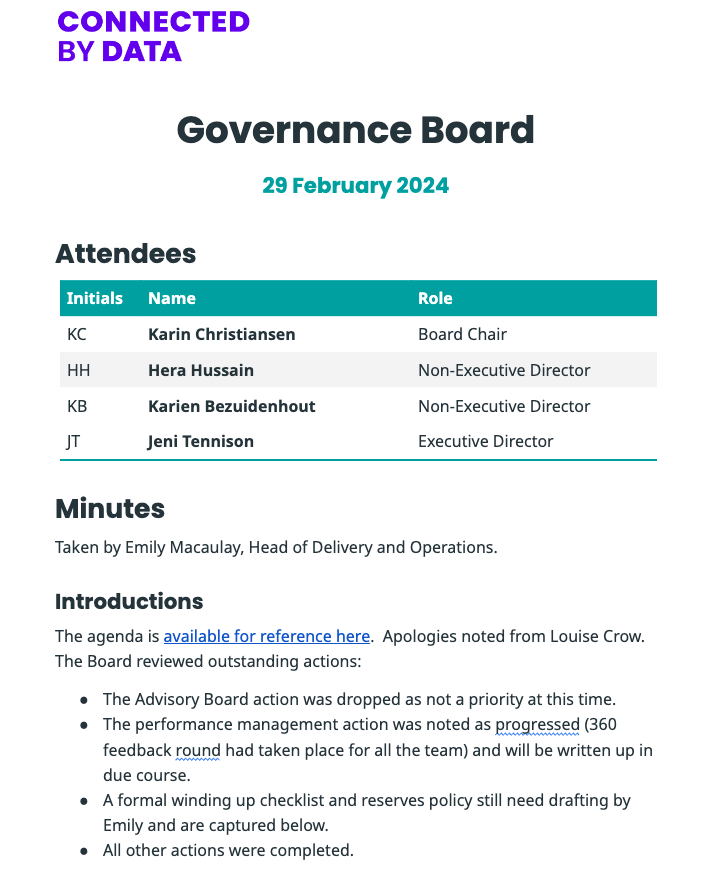 CONNECTED
BY DATA
Governance Board
29 February 2024
Attendees
Initials Name Role
KC Karin Christiansen Board Chair
HH Hera Hussain Non-Executive Director
KB Karien Bezuidenhout Non-Executive Director
JT Jeni Tennison Executive Director
Minutes
Taken by Emily Macaulay, Head of Delivery and Operations.
Introductions
The agenda is available for reference here.  Apologies noted from Louise Crow.
The Board reviewed outstanding actions:
● The Advisory Board action was dropped as not a priority at this time.
● The performance management action was noted as progressed (360
feedback round had taken place for all the team) and will be written up in
due course.
● A formal winding up checklist and reserves policy still need drafting by
Emily and are captured below.
● All other actions were completed.